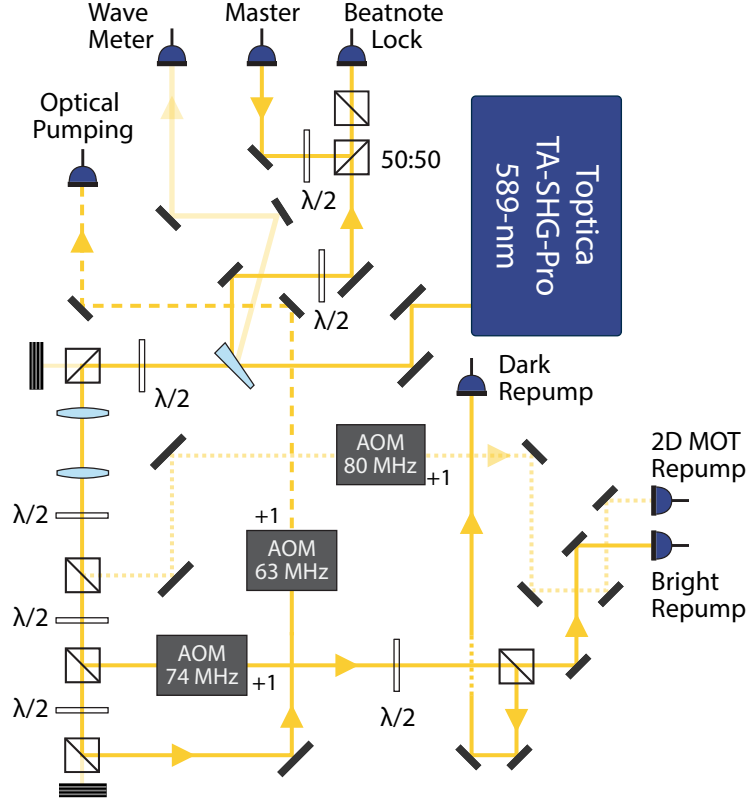 Wave
Meter
Master
Beatnote
Lock
Optical
Pumping
50:50
λ/2
Toptica
TA-SHG-Pro
589-nm
λ/2
λ/2
Dark
Repump
AOM
80 MHz
+1
2D MOT
Repump
λ/2
+1
AOM
63 MHz
Bright
Repump
λ/2
AOM
74 MHz
+1
λ/2
λ/2